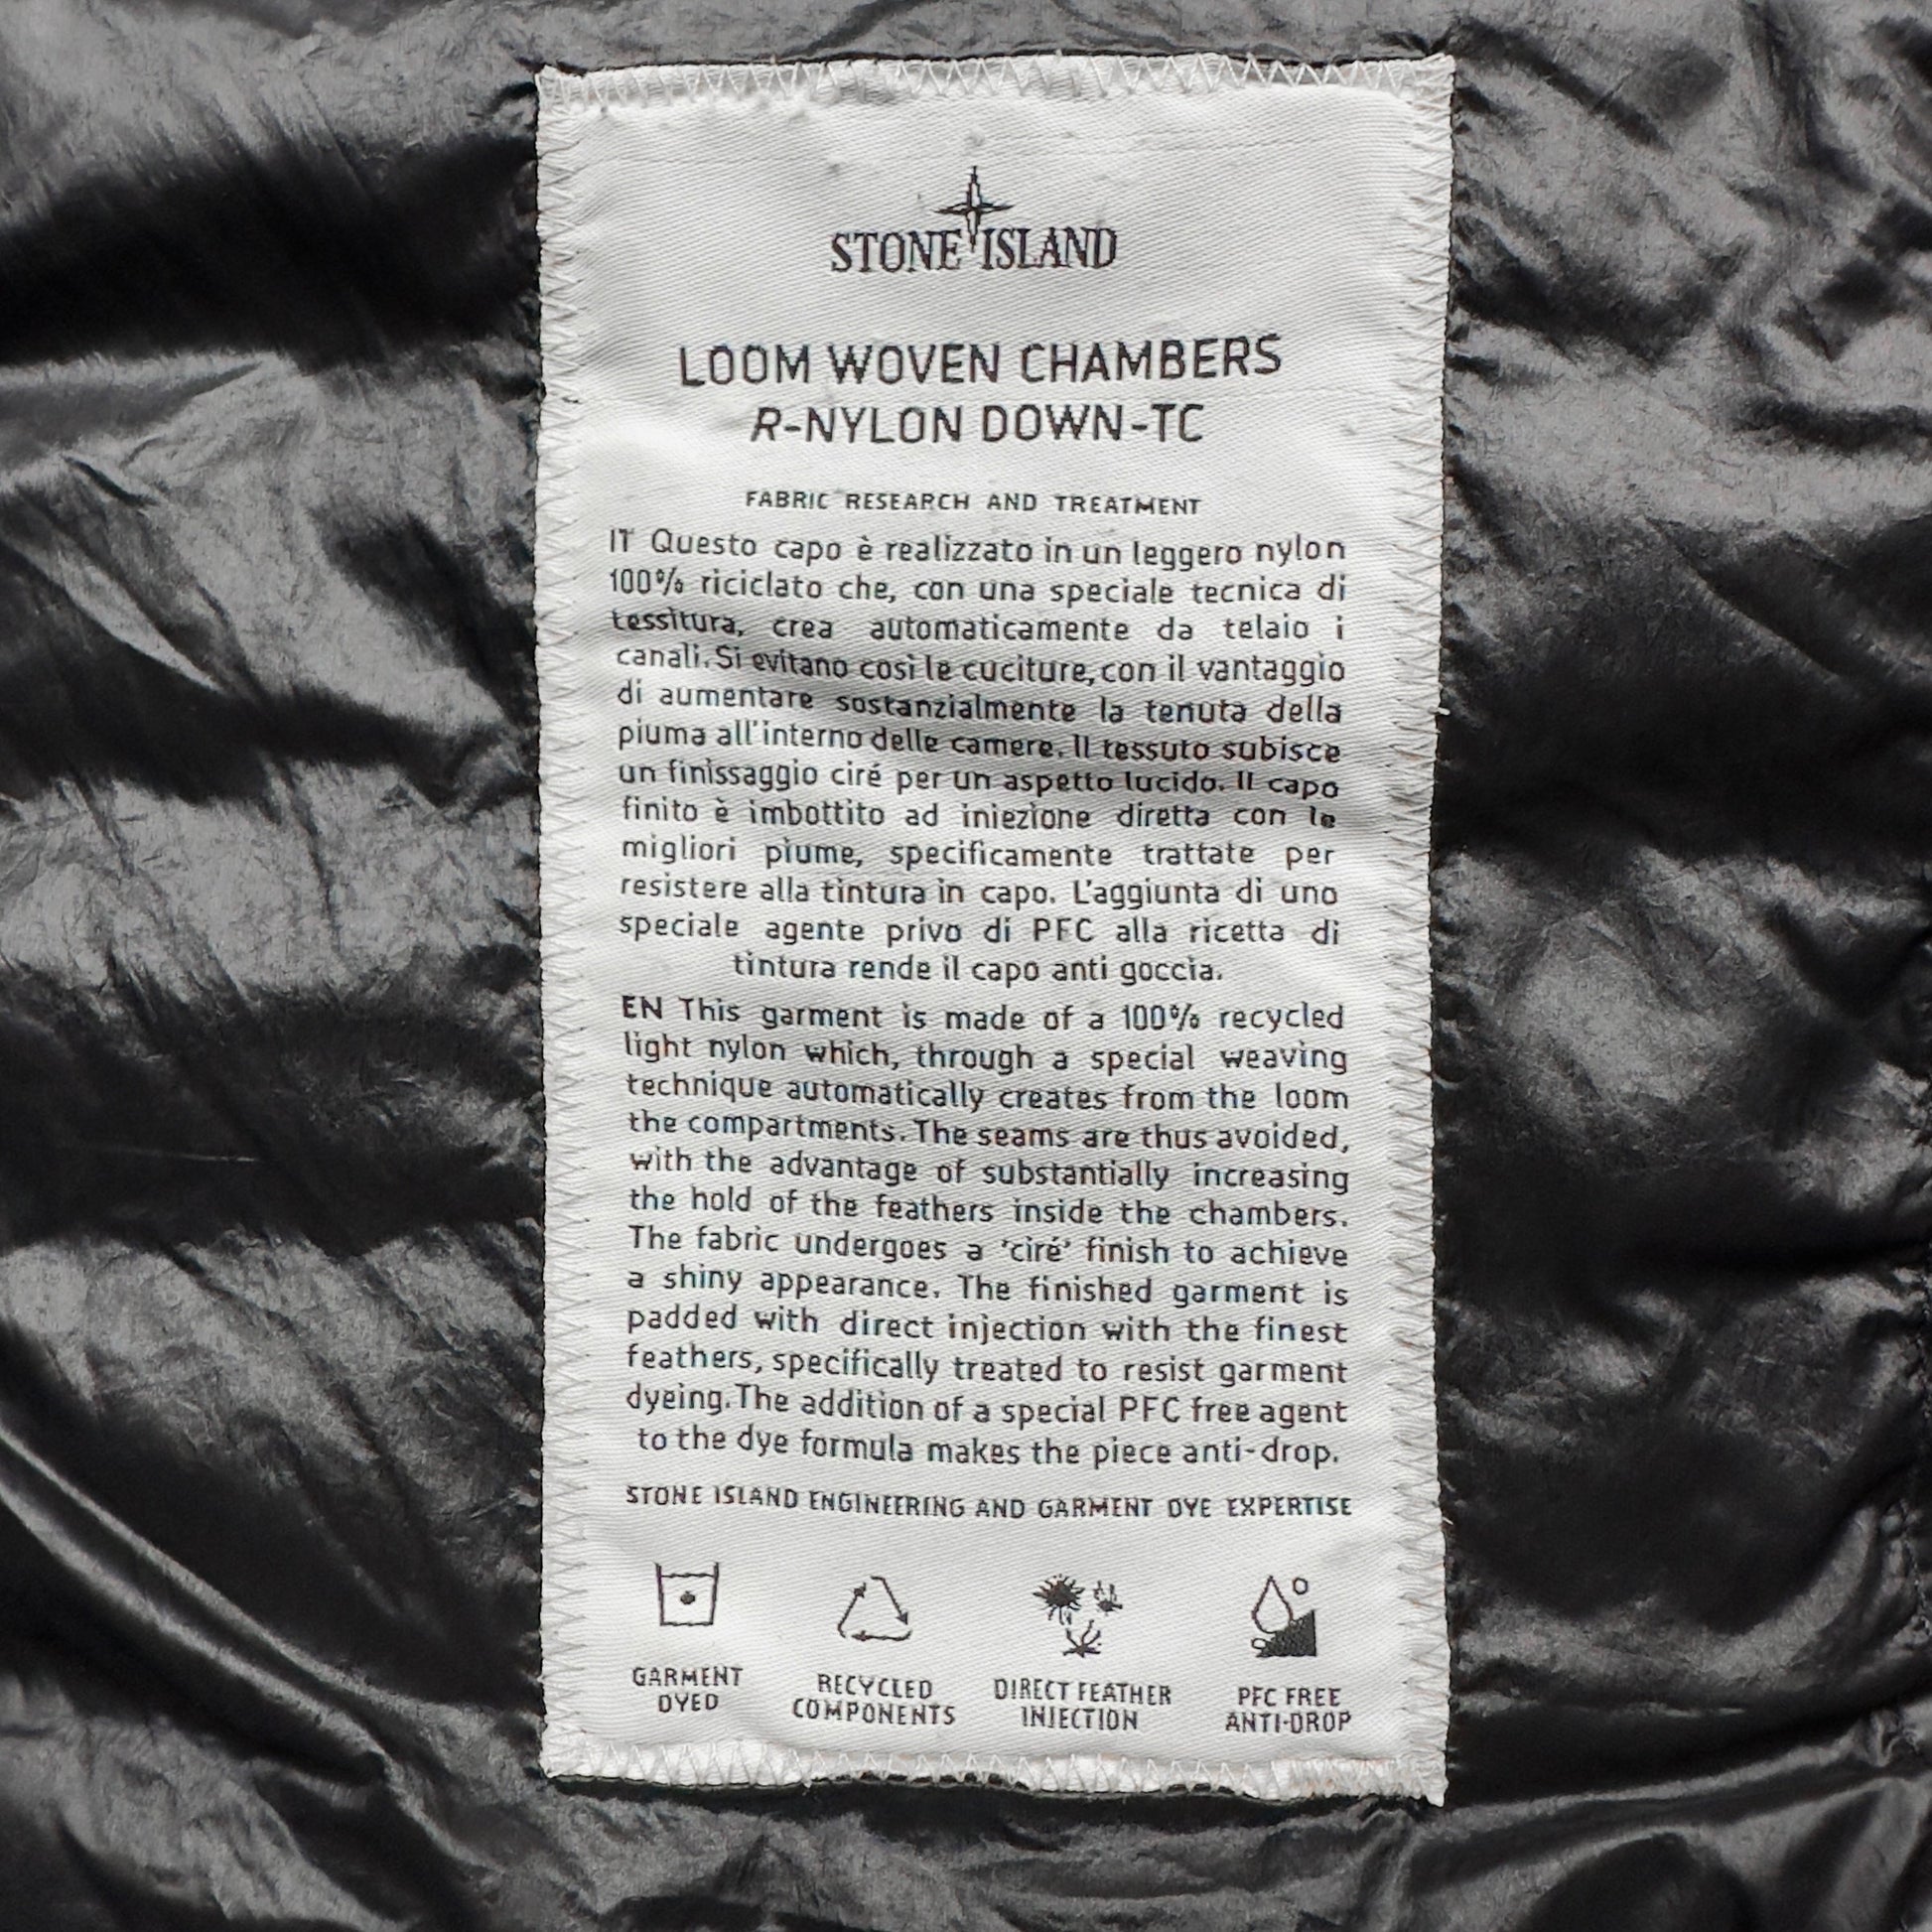 STONE ISLAND
LOOM WOVEN CHAMBERS
R-NYLON DOWN-TC
FABRIC RESEARCH AND TREATMENT
IT Questo capo è realizzato in un leggero nylon
100% riciclato che, con una speciale tecnica di
tessitura, crea automaticamente da telaio i
canali. Si evitano così le cuciture, con il vantaggio
di aumentare sostanzialmente la tenuta della
piuma all'interno delle camere. Il tessuto subisce
un finissaggio ciré per un aspetto lucido. Il capo
finito è imbottito ad iniezione diretta con le
migliori piume, specificamente trattate per
resistere alla tintura in capo. L'aggiunta di uno
speciale agente privo di PFC alla ricetta di
tintura rende il capo anti goccia.
EN This garment is made of a 100% recycled
light nylon which, through a special weaving
technique automatically creates from the loom
the compartments. The seams are thus avoided,
with the advantage of substantially increasing
the hold of the feathers inside the chambers.
The fabric undergoes a 'ciré' finish to achieve
a shiny appearance. The finished garment is
padded with direct injection with the finest
feathers, specifically treated to resist garment
dyeing. The addition of a special PFC free agent
to the dye formula makes the piece anti-drop.
STONE ISLAND ENGINEERING AND GARMENT DYE EXPERTISE
GARMENT
DYED
RECYCLED
COMPONENTS
DIRECT FEATHER
INJECTION
PFC FREE
ANTI-DROP